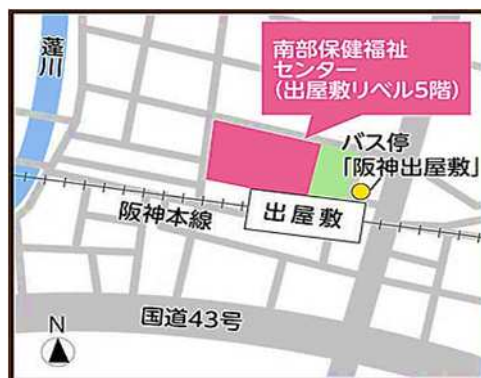 蓬川
南部保健福祉
センター
(出屋敷リベル5階)
バス停
「阪神出屋敷」
阪神本線
出屋敷
国道43号
N